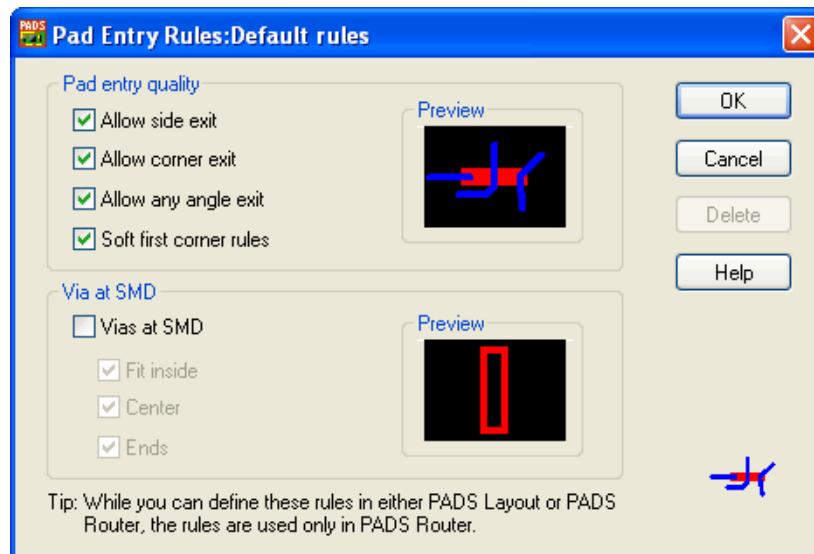 PADS
Pad Entry Rules:Default rules
Pad entry quality
Allow side exit
Allow corner exit
Allow any angle exit
Soft first corner rules
Preview
OK
Cancel
Delete
Help
Via at SMD
Vias at SMD
Fit inside
Center
Ends
Preview
Tip: While you can define these rules in either PADS Layout or PADS
Router, the rules are used only in PADS Router.